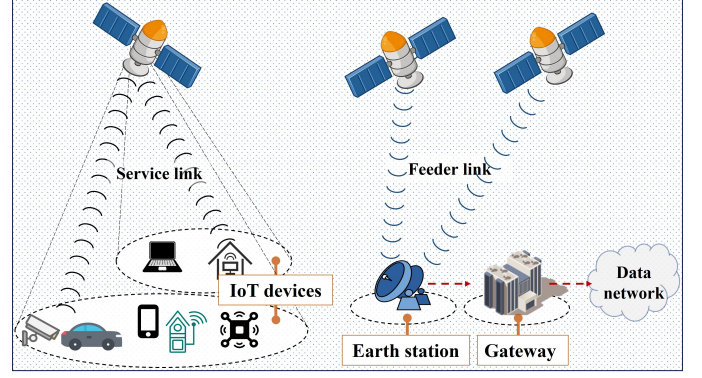 Service link
Feeder link
IoT devices
Data
network
Earth station
Gateway